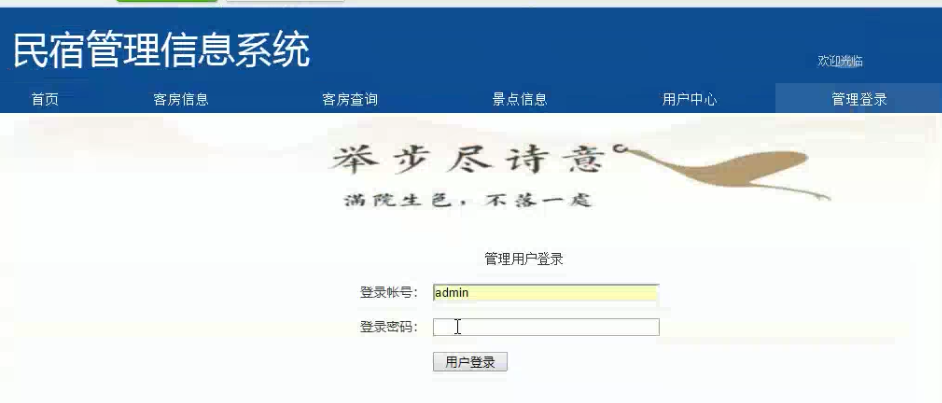 民宿管理信息系统
欢迎光临
首页 客房信息 客房查询 景点信息 用户中心 管理登录
举步尽诗意
满院生色，不落一处
管理用户登录
登录帐号： admin
登录密码：
用户登录